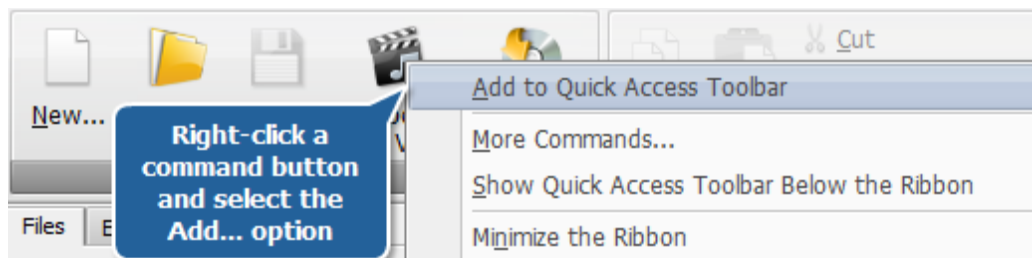 Cut
Add to Quick Access Toolbar
New...
More Commands...
Right-click a
command button
and select the
Add... option
Show Quick Access Toolbar Below the Ribbon
Files
Minimize the Ribbon